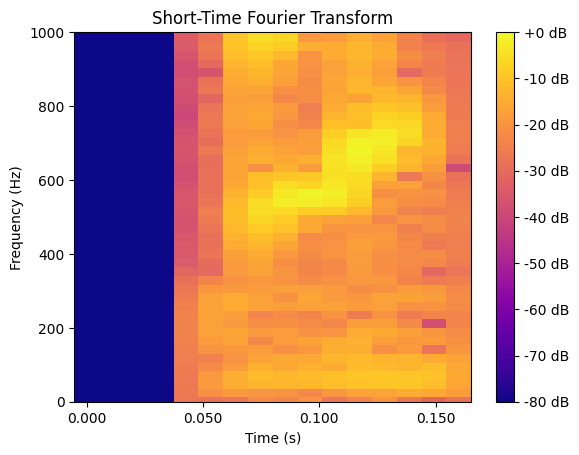 Short-Time Fourier Transform
1000
800
600
400
200
0
Frequency (Hz)
0.000
0.050
0.100
0.150
Time (s)
+0 dB
-10 dB
-20 dB
-30 dB
-40 dB
-50 dB
-60 dB
-70 dB
-80 dB